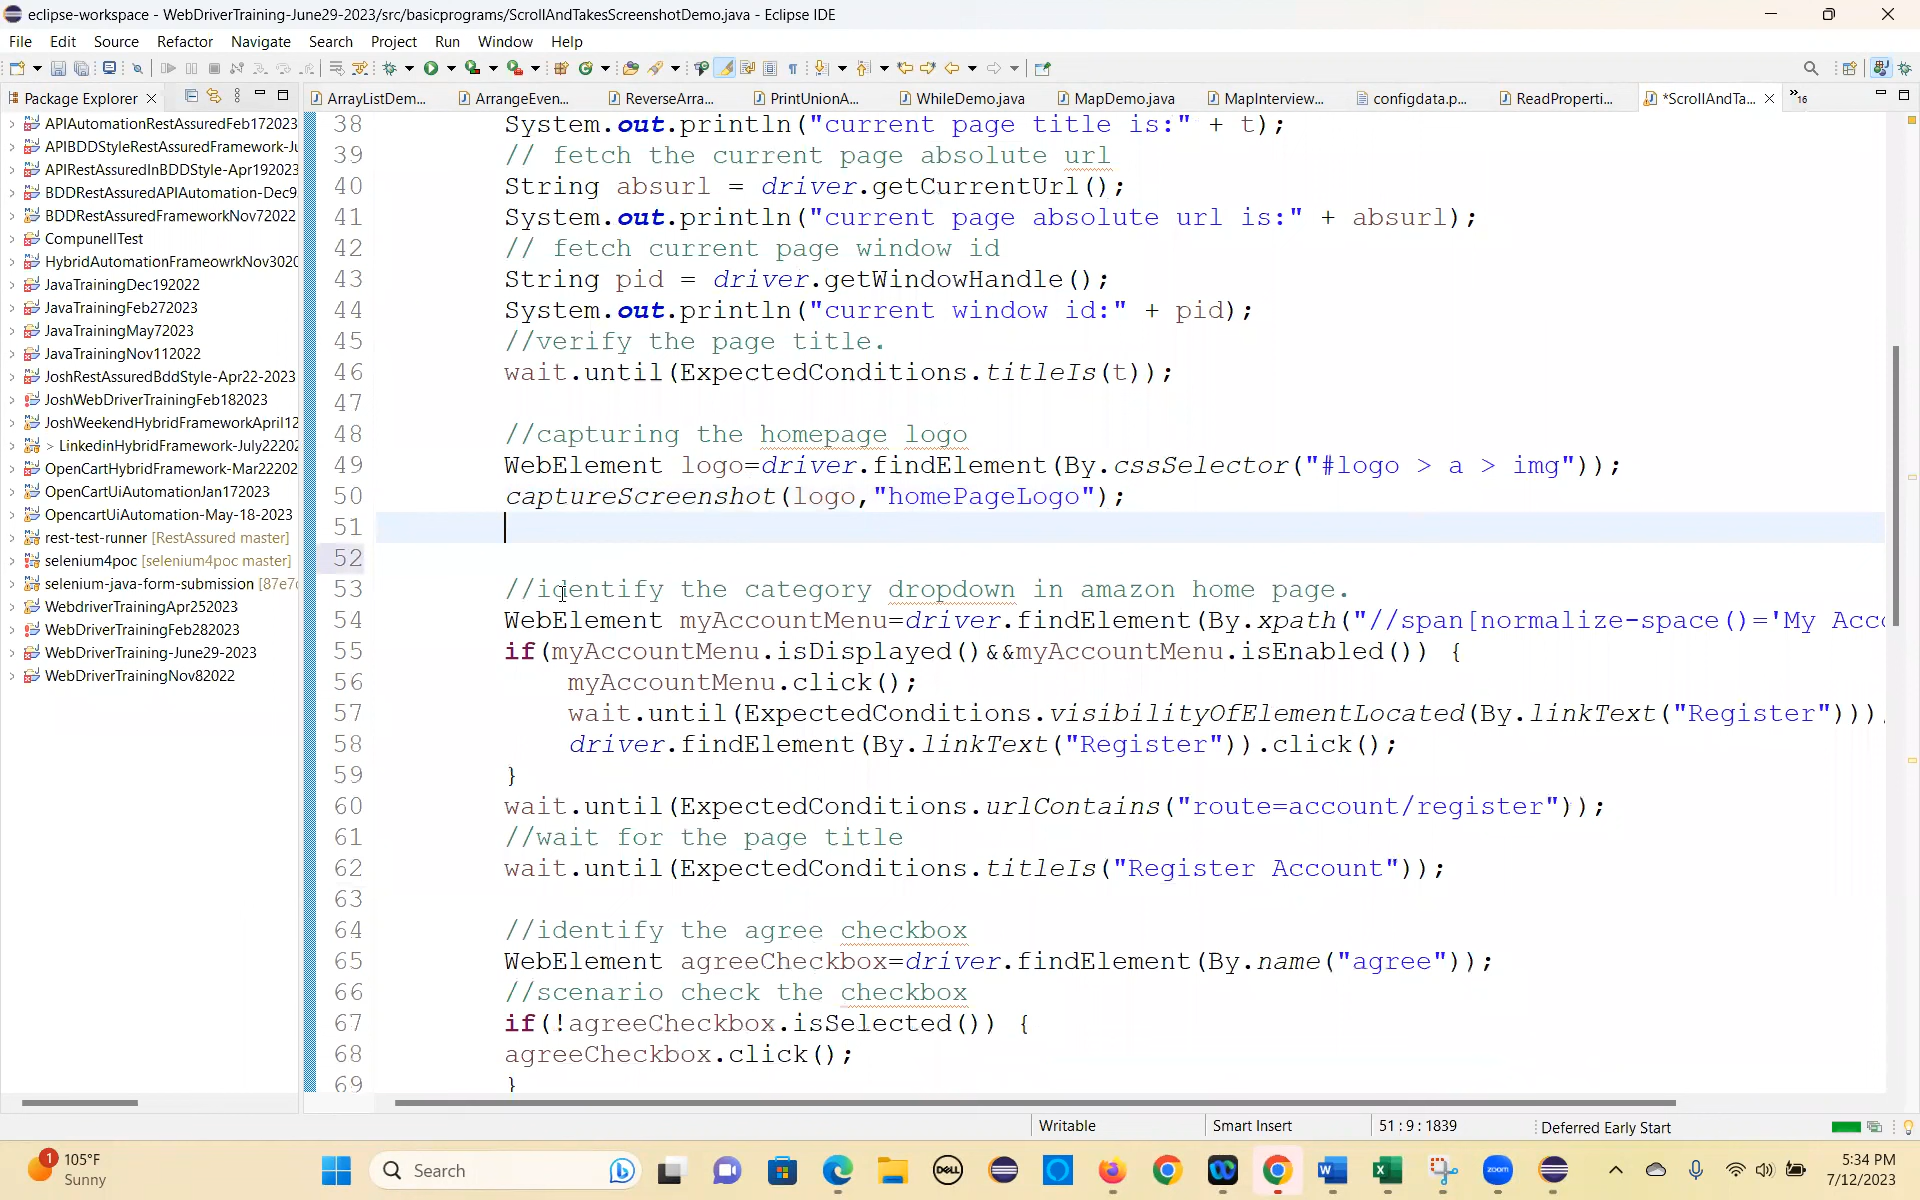 eclipse-workspace - WebDriverTraining-June29-2023/src/basicprograms/ScrollAndTakesScreenshotDemo.java - Eclipse IDE
File Edit Source Refactor Navigate Search Project Run Window Help
Package Explorer
ArrayListDem... ArrangeEven... ReverseArra... PrintUnionA... WhileDemo.java MapDemo.java MapInterview... configdata.p... ReadProperti... *ScrollAndTa... »16
APIAutomationRestAssuredFeb172023
APIBDDStyleRestAssuredFramework-Ju
APIRestAssuredInBDDStyle-Apr192023
BDDRestAssuredAPIAutomation-Dec9
BDDRestAssuredFrameworkNov72022
CompunellTest
HybridAutomationFrameowrkNov3020
JavaTrainingDec192022
JavaTrainingFeb272023
JavaTrainingMay72023
JavaTrainingNov112022
JoshRestAssuredBddStyle-Apr22-2023
JoshWebDriverTrainingFeb182023
JoshWeekendHybridFrameworkApril12
> LinkedinHybridFramework-July2220
OpenCartHybridFramework-Mar22202
OpenCartUiAutomationJan172023
OpencartUiAutomation-May-18-2023
rest-test-runner [RestAssured master]
selenium4poc [selenium4poc master]
selenium-java-form-submission [87e7
WebdriverTrainingApr252023
WebDriverTrainingFeb282023
WebDriverTraining-June29-2023
WebDriverTrainingNov82022
38 System.out.println("current page title is:" + t);
39 // fetch the current page absolute url
40 String absurl = driver.getCurrentUrl();
41 System.out.println("current page absolute url is:" + absurl);
42 // fetch current page window id
43 String pid = driver.getWindowHandle();
44 System.out.println("current window id:" + pid);
45 //verify the page title.
46 wait.until(ExpectedConditions.titleIs(t));
47
48 //capturing the homepage logo
49 WebElement logo=driver.findElement(By.cssSelector("#logo > a > img"));
50 captureScreenshot(logo,"homePageLogo");
51
52
53 //identify the category dropdown in amazon home page.
54 WebElement myAccountMenu=driver.findElement(By.xpath("//span[normalize-space()='My Acc
55 if(myAccountMenu.isDisplayed()&&myAccountMenu.isEnabled()) {
56 myAccountMenu.click();
57 wait.until(ExpectedConditions.visibilityOfElementLocated(By.linkText("Register")));
58 driver.findElement(By.linkText("Register")).click();
59 }
60 wait.until(ExpectedConditions.urlContains("route=account/register"));
61 //wait for the page title
62 wait.until(ExpectedConditions.titleIs("Register Account"));
63
64 //identify the agree checkbox
65 WebElement agreeCheckbox=driver.findElement(By.name("agree"));
66 //scenario check the checkbox
67 if(!agreeCheckbox.isSelected()) {
68 agreeCheckbox.click();
69 }
Writable Smart Insert 51 : 9 : 1839 Deferred Early Start
1 105°F
Sunny
Search
DELL
zoom
5:34 PM
7/12/2023